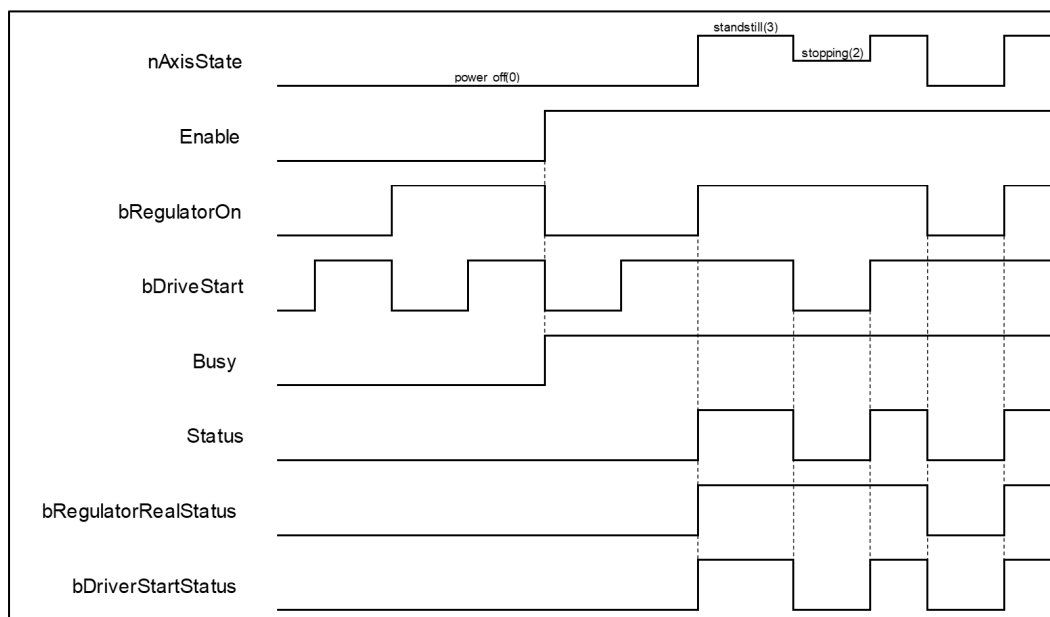 standstill(3)
nAxisState
stopping(2)
power off(0)
Enable
bRegulatorOn
bDriveStart
Busy
Status
bRegulatorRealStatus
bDriverStartStatus